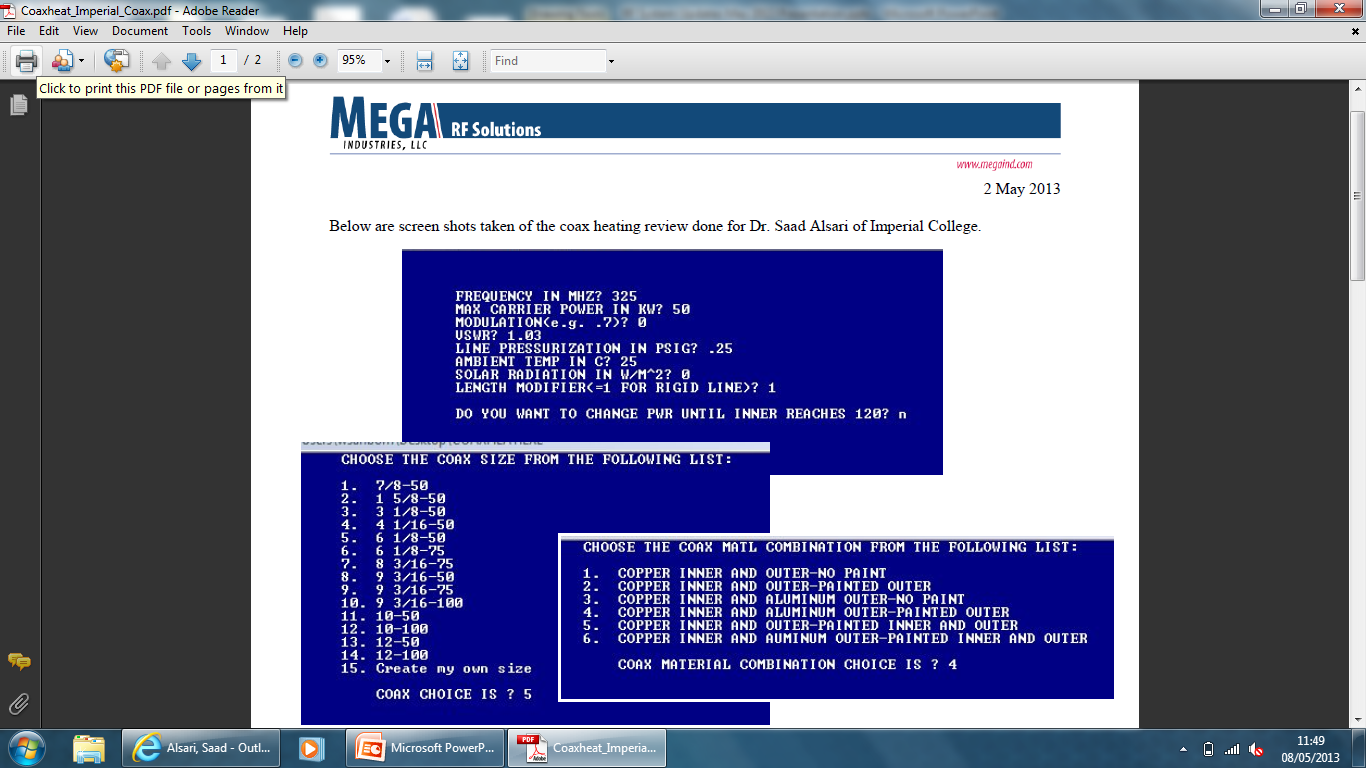 Coaxheat_Imperial_Coax.pdf - Adobe Reader
File Edit View Document Tools Window Help
1 / 2 95% Find
Click to print this PDF file or pages from it
MEGA RF Solutions
INDUSTRIES, LLC
www.megaind.com
2 May 2013
Below are screen shots taken of the coax heating review done for Dr. Saad Alsari of Imperial College.
FREQUENCY IN MHZ? 325
MAX CARRIER POWER IN KW? 50
MODULATION(e.g. .7)? 0
VSWR? 1.03
LINE PRESSURIZATION IN PSIG? .25
AMBIENT TEMP IN C? 25
SOLAR RADIATION IN W/M^2? 0
LENGTH MODIFIER(=1 FOR RIGID LINE)? 1
DO YOU WANT TO CHANGE PWR UNTIL INNER REACHES 120? n
CHOOSE THE COAX SIZE FROM THE FOLLOWING LIST:
1. 7/8-50
2. 1 5/8-50
3. 3 1/8-50
4. 4 1/16-50
5. 6 1/8-50
6. 6 1/8-75
7. 8 3/16-75
8. 9 3/16-50
9. 9 3/16-75
10. 9 3/16-100
11. 10-50
12. 10-100
13. 12-50
14. 12-100
15. Create my own size
COAX CHOICE IS ? 5
CHOOSE THE COAX MATL COMBINATION FROM THE FOLLOWING LIST:
1. COPPER INNER AND OUTER-NO PAINT
2. COPPER INNER AND OUTER-PAINTED OUTER
3. COPPER INNER AND ALUMINUM OUTER-NO PAINT
4. COPPER INNER AND ALUMINUM OUTER-PAINTED OUTER
5. COPPER INNER AND OUTER-PAINTED INNER AND OUTER
6. COPPER INNER AND AUMINUM OUTER-PAINTED INNER AND OUTER
COAX MATERIAL COMBINATION CHOICE IS ? 4
Alsari, Saad - Outl... Microsoft PowerP... Coaxheat_Imperia...
11:49
08/05/2013